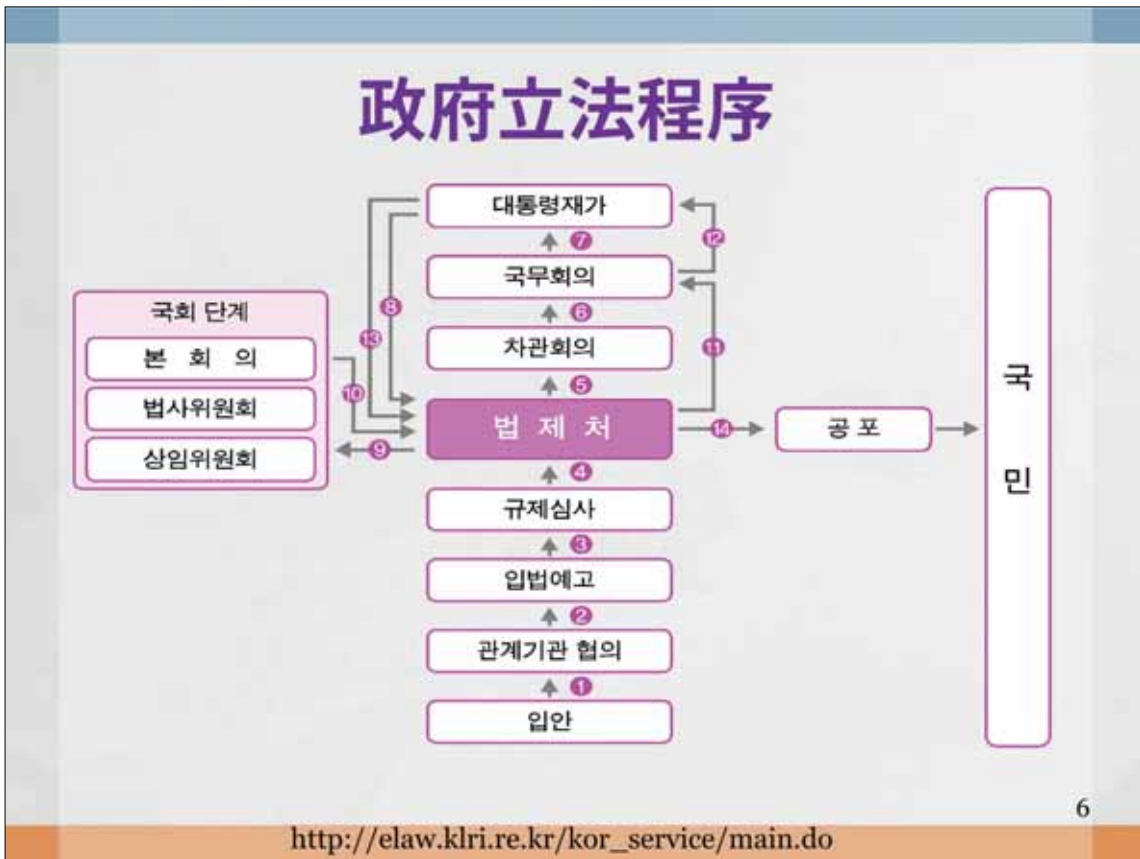 政府立法程序
대통령재가
⑦
⑫
국무회의
⑧
⑥
⑬
⑪
국회 단계
본 회 의
법사위원회
상임위원회
⑩
⑨
차관회의
⑤
법 제 처
⑭
공 포
국
민
④
규제심사
③
입법예고
②
관계기관 협의
①
입안
6
http://elaw.klri.re.kr/kor_service/main.do